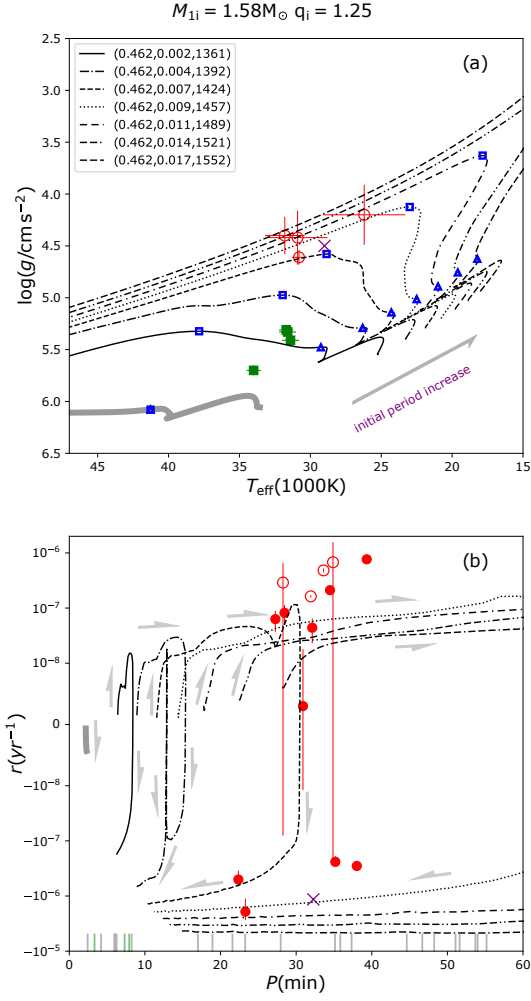 M1i = 1.58M⊙ qi = 1.25
(a)
(0.462,0.002,1361)
(0.462,0.004,1392)
(0.462,0.007,1424)
(0.462,0.009,1457)
(0.462,0.011,1489)
(0.462,0.014,1521)
(0.462,0.017,1552)
2.5
3.0
3.5
4.0
4.5
5.0
5.5
6.0
6.5
log(g/cm s−2)
initial period increase
45 40 35 30 25 20 15
Teff(1000K)
(b)
10−6
10−7
10−8
0
−10−8
−10−7
−10−6
−10−5
r(yr−1)
0 10 20 30 40 50 60
P(min)